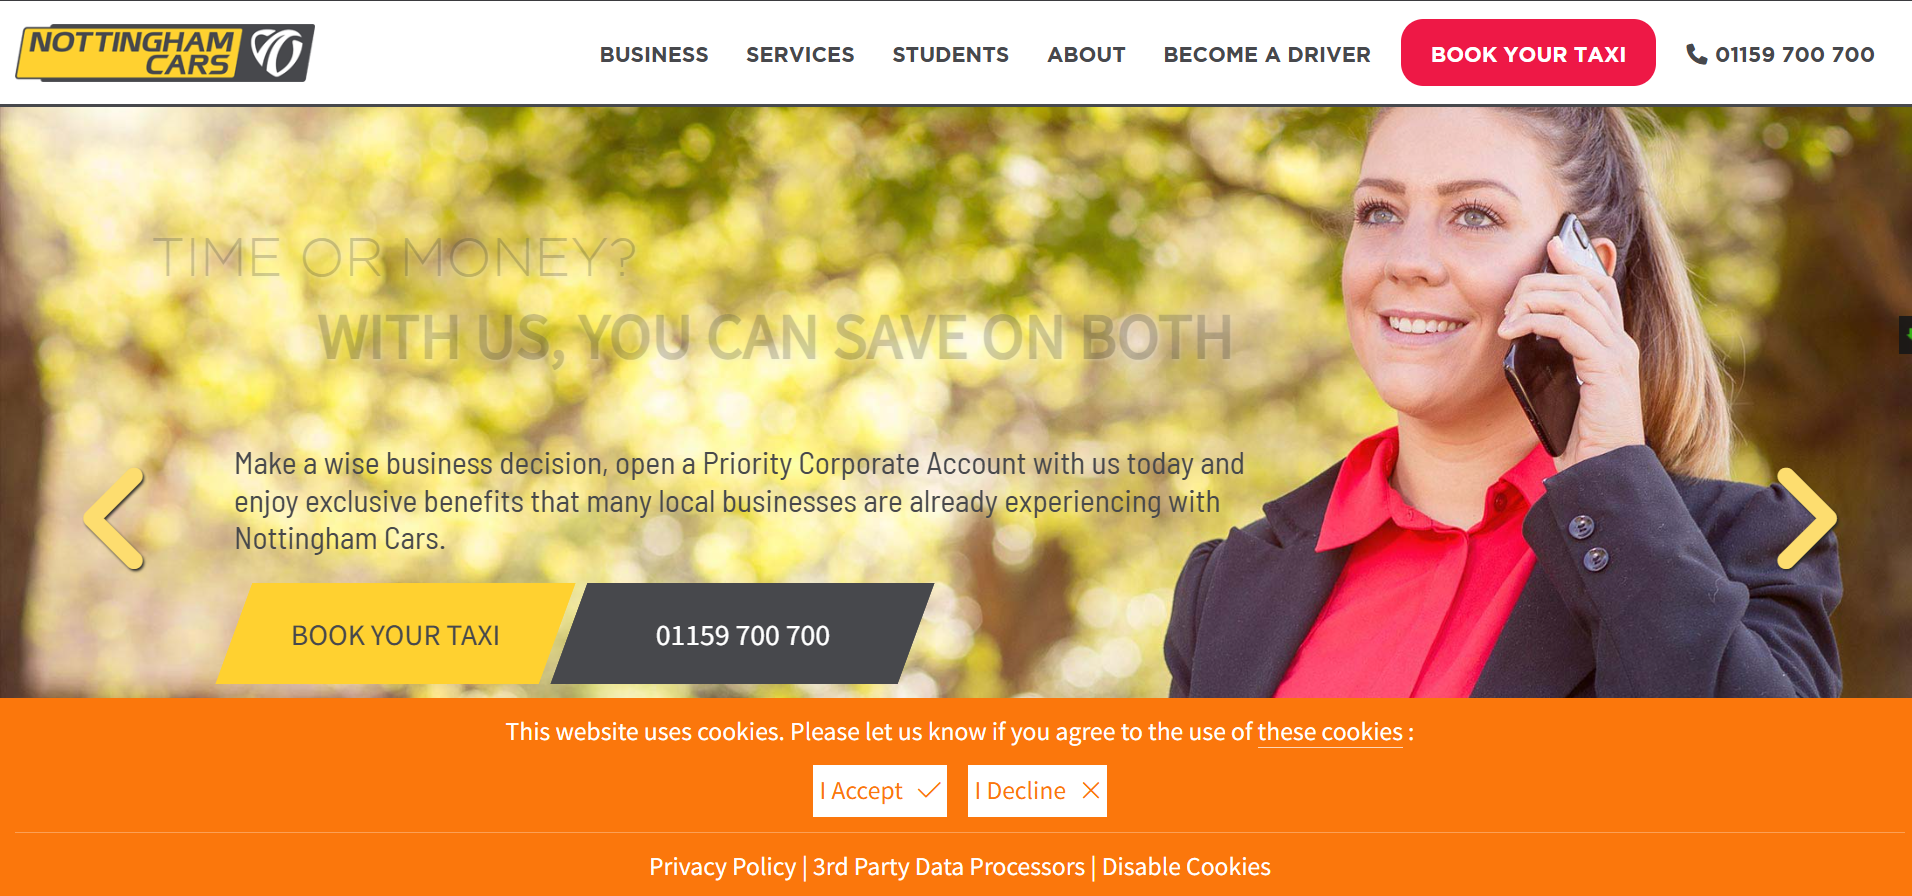 NOTTINGHAM
CARS
BUSINESS SERVICES STUDENTS ABOUT BECOME A DRIVER BOOK YOUR TAXI 01159 700 700
TIME OR MONEY?
WITH US, YOU CAN SAVE ON BOTH
Make a wise business decision, open a Priority Corporate Account with us today and
enjoy exclusive benefits that many local businesses are already experiencing with
Nottingham Cars.
BOOK YOUR TAXI 01159 700 700
This website uses cookies. Please let us know if you agree to the use of these cookies :
I Accept I Decline
Privacy Policy | 3rd Party Data Processors | Disable Cookies